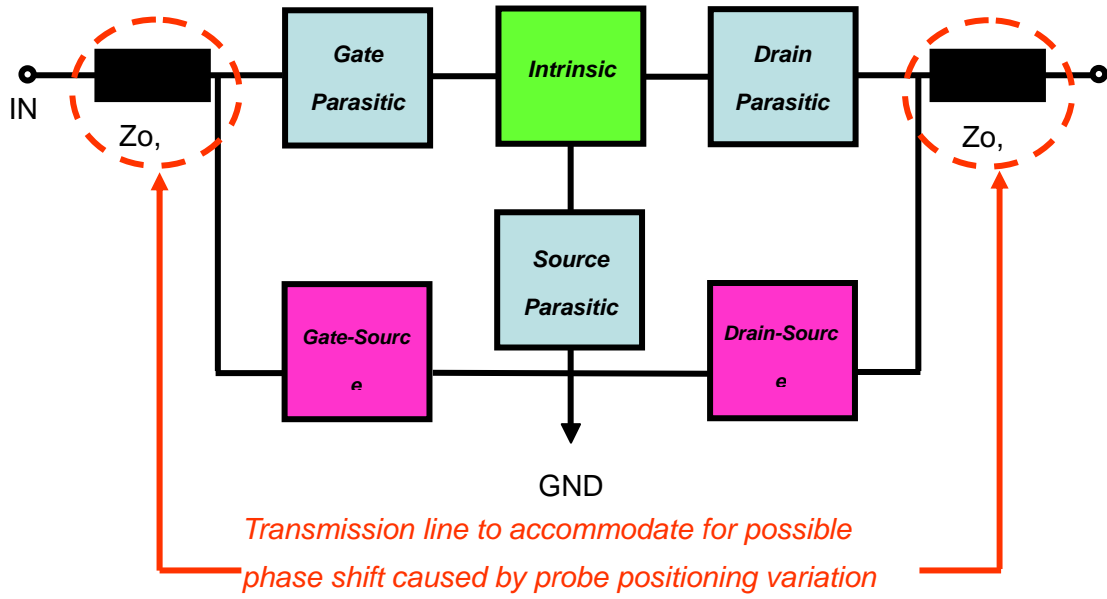 Gate
Parasitic
Intrinsic
Drain
Parasitic
IN
Zo,
Zo,
Source
Parasitic
Gate-Sourc
e
Drain-Sourc
e
GND
Transmission line to accommodate for possible
phase shift caused by probe positioning variation